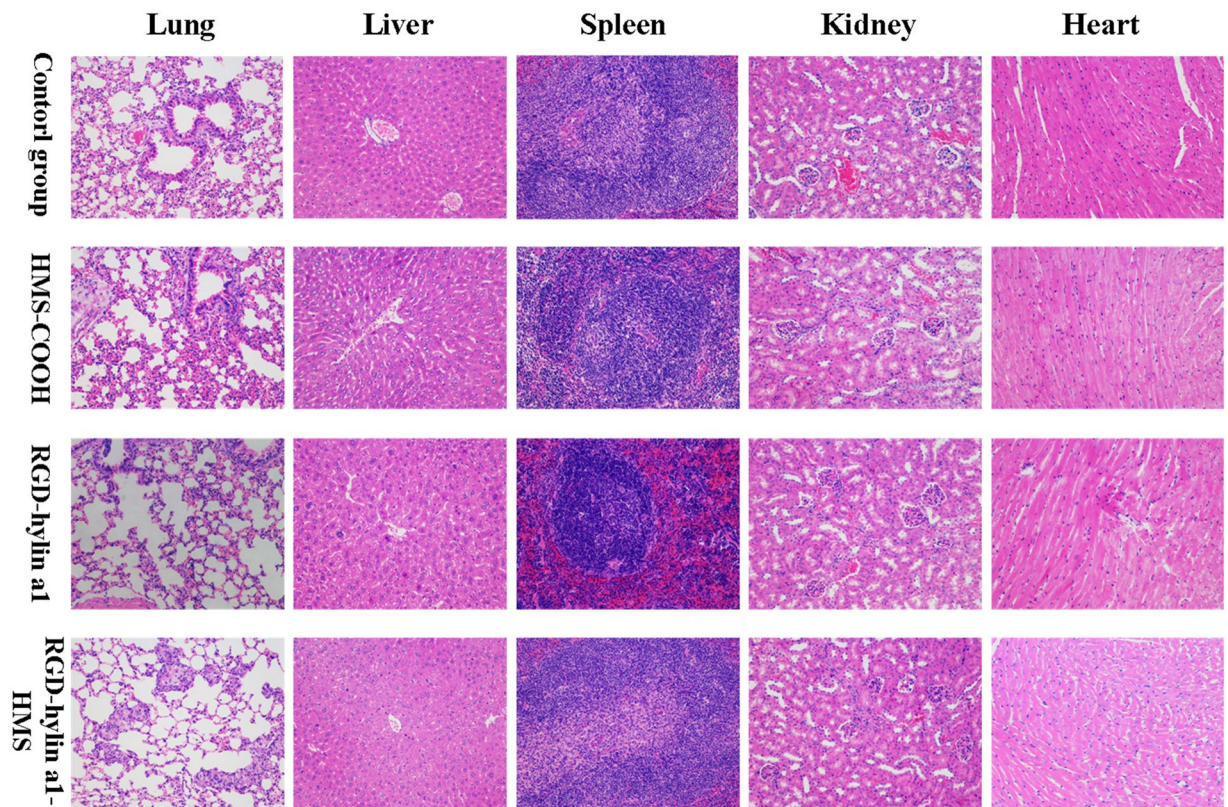 Lung Liver Spleen Kidney Heart
Contorl group
HMS-COOH
RGD-hylin a1
RGD-hylin a1-
HMS